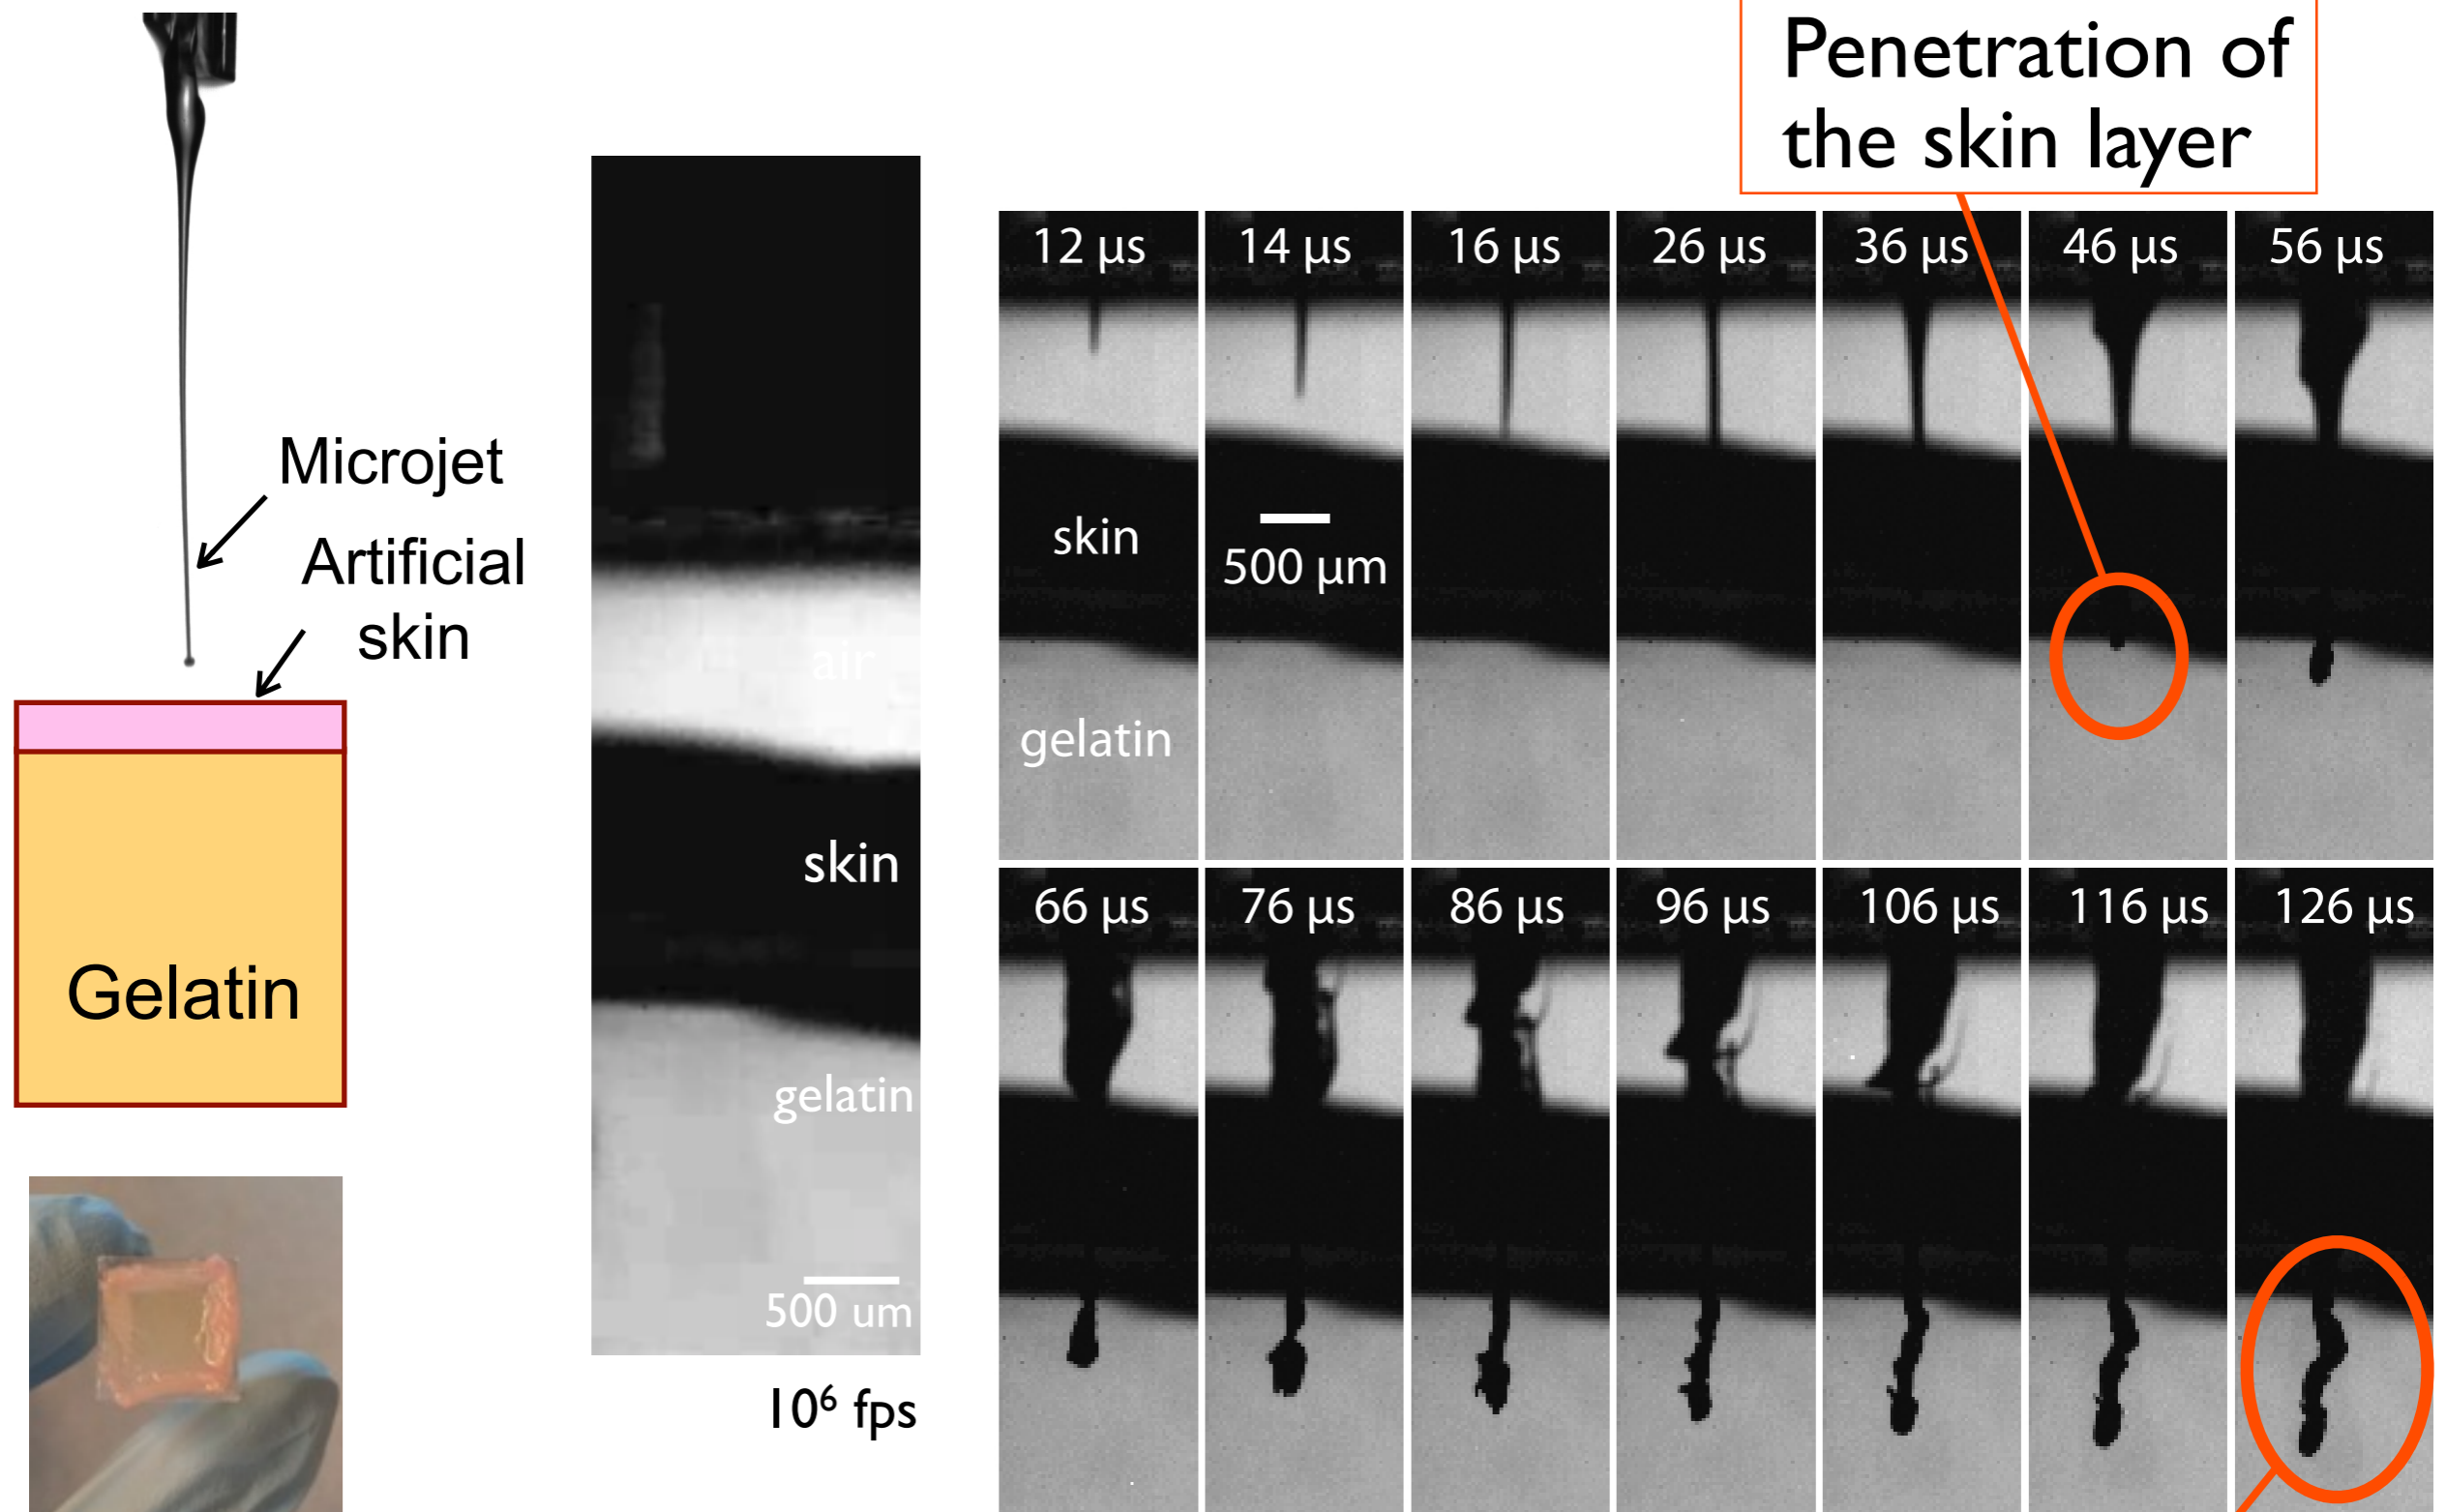 Penetration of
the skin layer
Microjet
Artificial
skin
Gelatin
air
skin
gelatin
500 um
10⁶ fps
12 µs
14 µs
16 µs
26 µs
36 µs
46 µs
56 µs
skin
500 µm
gelatin
66 µs
76 µs
86 µs
96 µs
106 µs
116 µs
126 µs